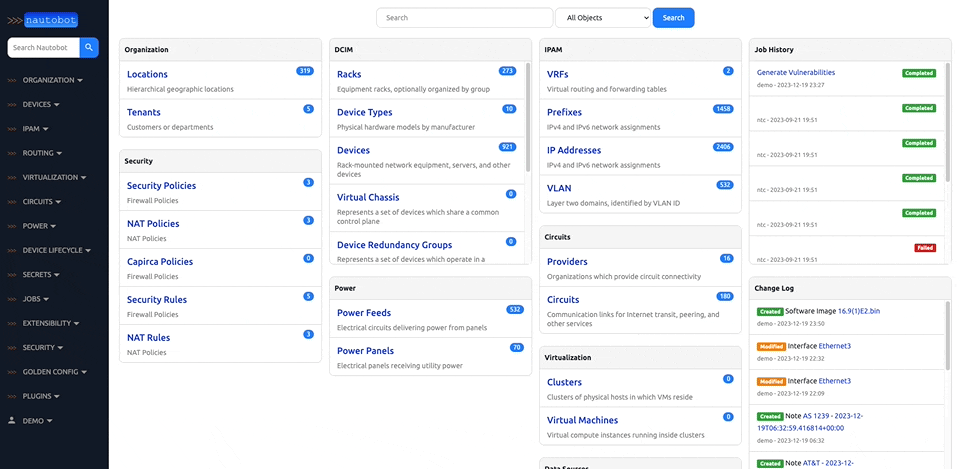 >>> nautobot
Search Nautobot
>>> ORGANIZATION
>>> DEVICES
>>> IPAM
>>> ROUTING
>>> VIRTUALIZATION
>>> CIRCUITS
>>> POWER
>>> DEVICE LIFECYCLE
>>> SECRETS
>>> JOBS
>>> EXTENSIBILITY
>>> SECURITY
>>> GOLDEN CONFIG
>>> PLUGINS
DEMO
Search All Objects Search
Organization
Locations 319
Hierarchical geographic locations
Tenants 5
Customers or departments
Security
Security Policies 3
Firewall Policies
NAT Policies 3
NAT Policies
Capirca Policies 0
Firewall Policies
Security Rules 5
Firewall Policies
NAT Rules 3
NAT Policies
DCIM
Racks 273
Equipment racks, optionally organized by group
Device Types 10
Physical hardware models by manufacturer
Devices 921
Rack-mounted network equipment, servers, and other
devices
Virtual Chassis 0
Represents a set of devices which share a common
control plane
Device Redundancy Groups 0
Represents a set of devices which operate in a
Power
Power Feeds 532
Electrical circuits delivering power from panels
Power Panels 70
Electrical panels receiving utility power
IPAM
VRFs 2
Virtual routing and forwarding tables
Prefixes 1458
IPv4 and IPv6 network assignments
IP Addresses 2406
IPv4 and IPv6 network assignments
VLAN 532
Layer two domains, identified by VLAN ID
Circuits
Providers 16
Organizations which provide circuit connectivity
Circuits 180
Communication links for Internet transit, peering, and
other services
Virtualization
Clusters 0
Clusters of physical hosts in which VMs reside
Virtual Machines 0
Virtual compute instances running inside clusters
Data Sources
Job History
Generate Vulnerabilities Completed
demo - 2023-12-19 23:27
Completed
ntc - 2023-09-21 19:51
Completed
ntc - 2023-09-21 19:51
Completed
ntc - 2023-09-21 19:51
Completed
ntc - 2023-09-21 19:51
Failed
ntc - 2023-09-21 19:51
Change Log
Created Software Image 16.9(1)E2.bin
demo - 2023-12-19 23:50
Modified Interface Ethernet3
demo - 2023-12-19 22:32
Modified Interface Ethernet3
demo - 2023-12-19 22:09
Created Note AS 1239 - 2023-12-
19T06:32:59.416814+00:00
demo - 2023-12-19 06:32
Created Note AT&T - 2023-12-